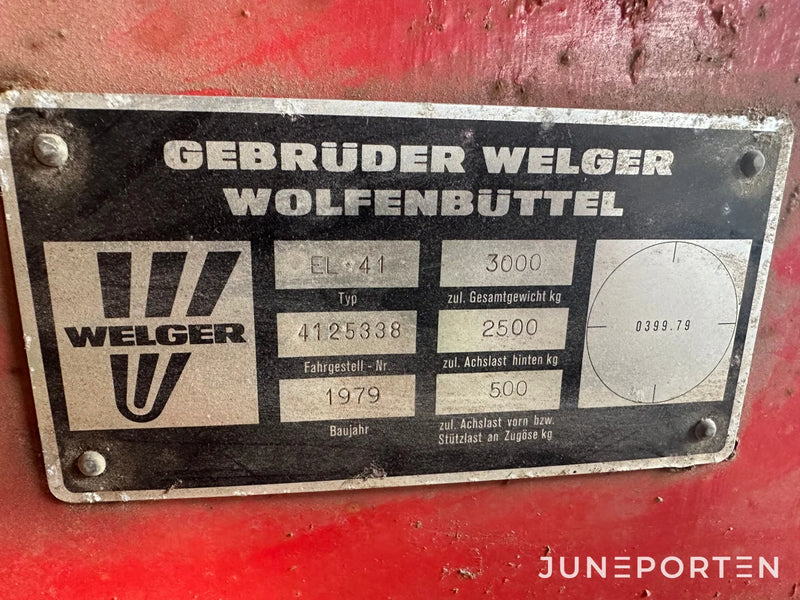 GEBRÜDER WELGER
WOLFENBÜTTEL
WELGER
EL 41
Typ
4125338
Fahrgestell - Nr.
1979
Baujahr
3000
zul. Gesamtgewicht kg
2500
zul. Achslast hinten kg
500
zul. Achslast vorn bzw.
Stützlast an Zugöse kg
0399.79
JUNEPORTEN